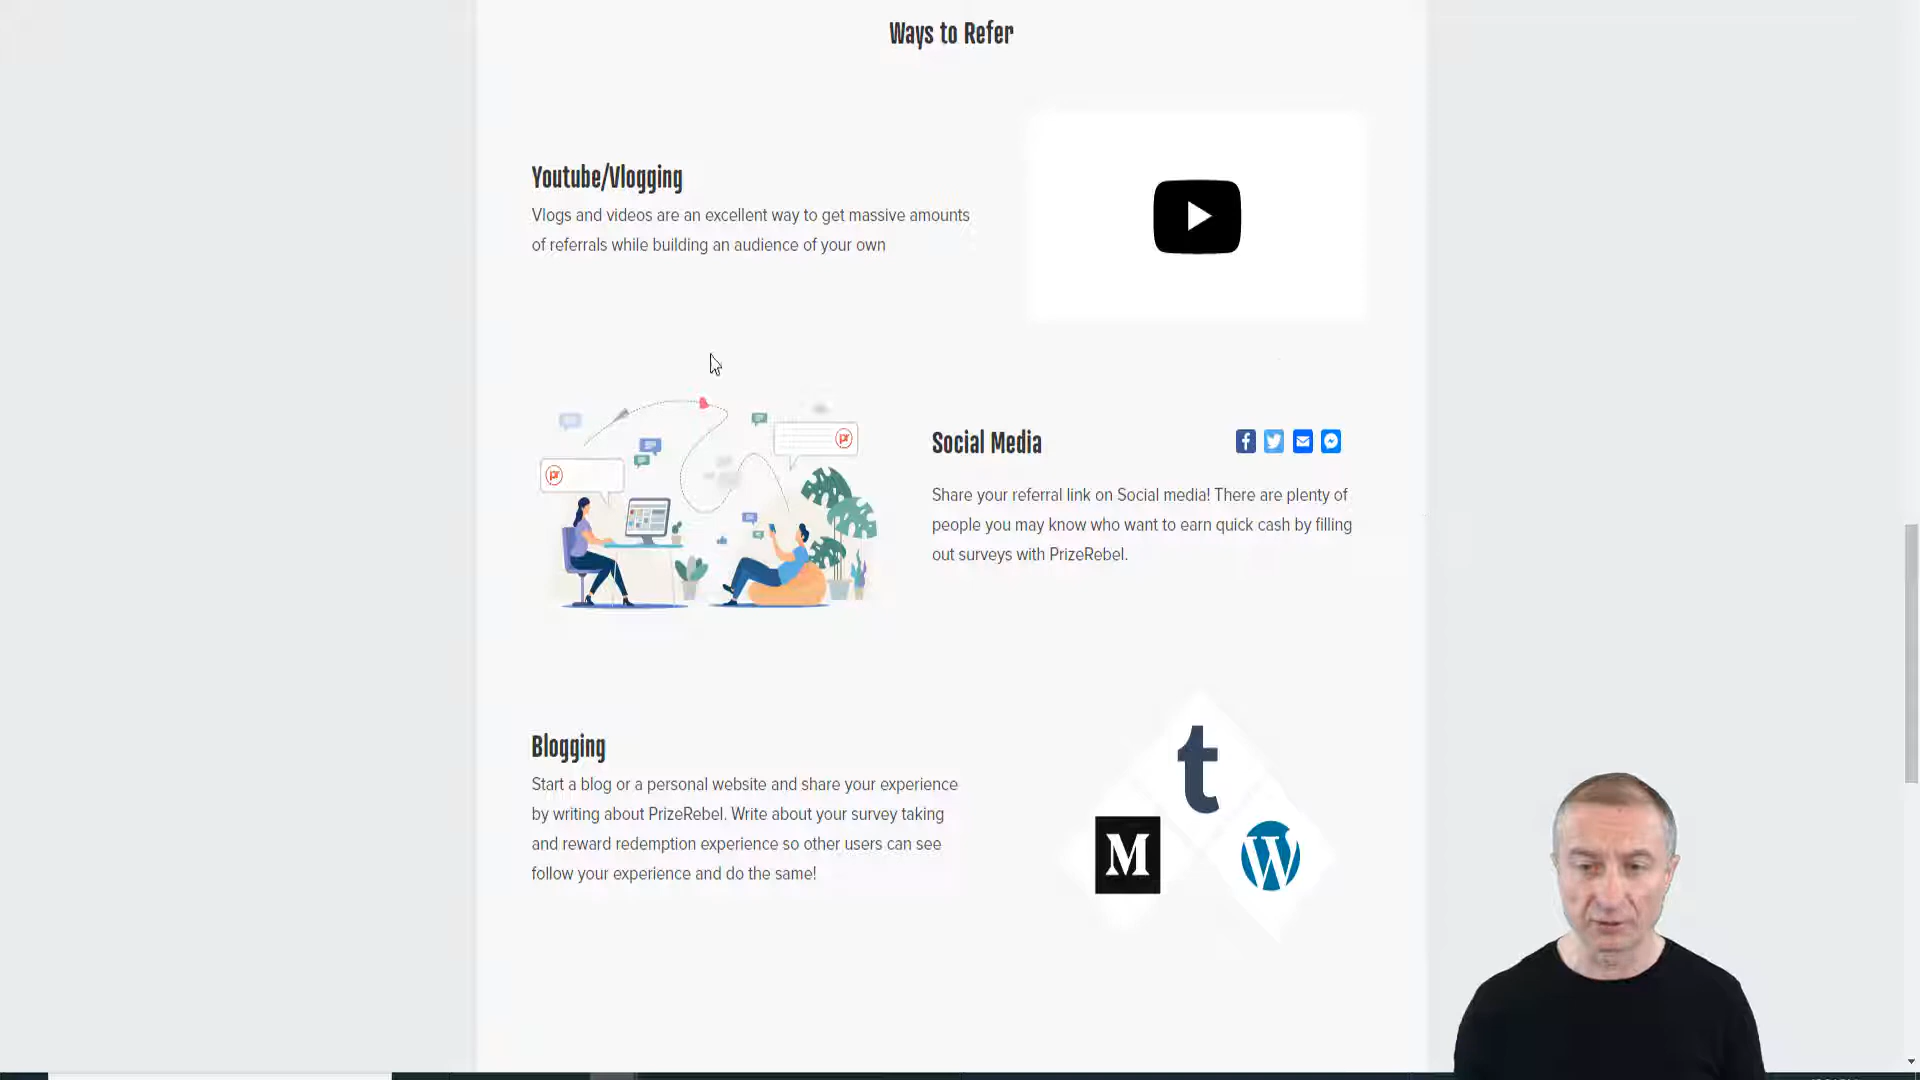 Ways to Refer
Youtube/Vlogging
Vlogs and videos are an excellent way to get massive amounts
of referrals while building an audience of your own
pr
pr
Social Media
Share your referral link on Social media! There are plenty of
people you may know who want to earn quick cash by filling
out surveys with PrizeRebel.
Blogging
Start a blog or a personal website and share your experience
by writing about PrizeRebel. Write about your survey taking
and reward redemption experience so other users can see
follow your experience and do the same!
t
M
W